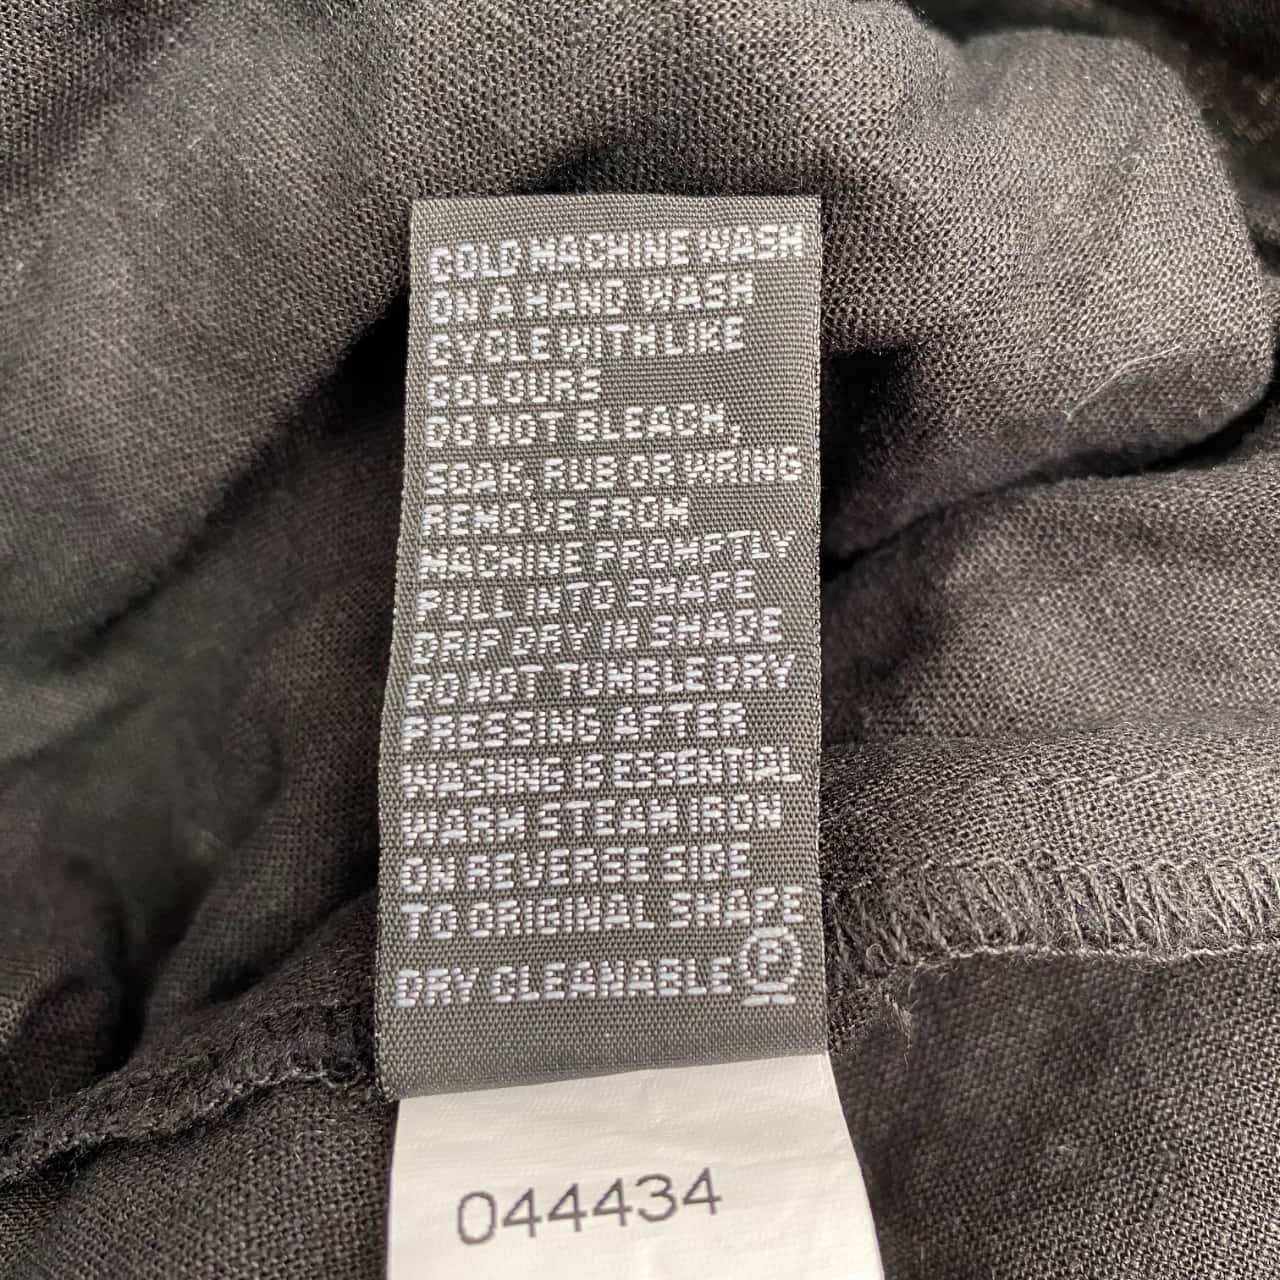 COLD MACHINE WASH
ON A HAND WASH
CYCLE WITH LIKE
COLOURS
DO NOT BLEACH,
SOAK, RUB OR WRING
REMOVE FROM
MACHINE PROMPTLY
PULL INTO SHAPE
DRIP DRY IN SHADE
DO NOT TUMBLE DRY
PRESSING AFTER
WASHING IS ESSENTIAL
WARM STEAM IRON
ON REVERSE SIDE
TO ORIGINAL SHAPE
DRY CLEANABLE Ⓟ
044434